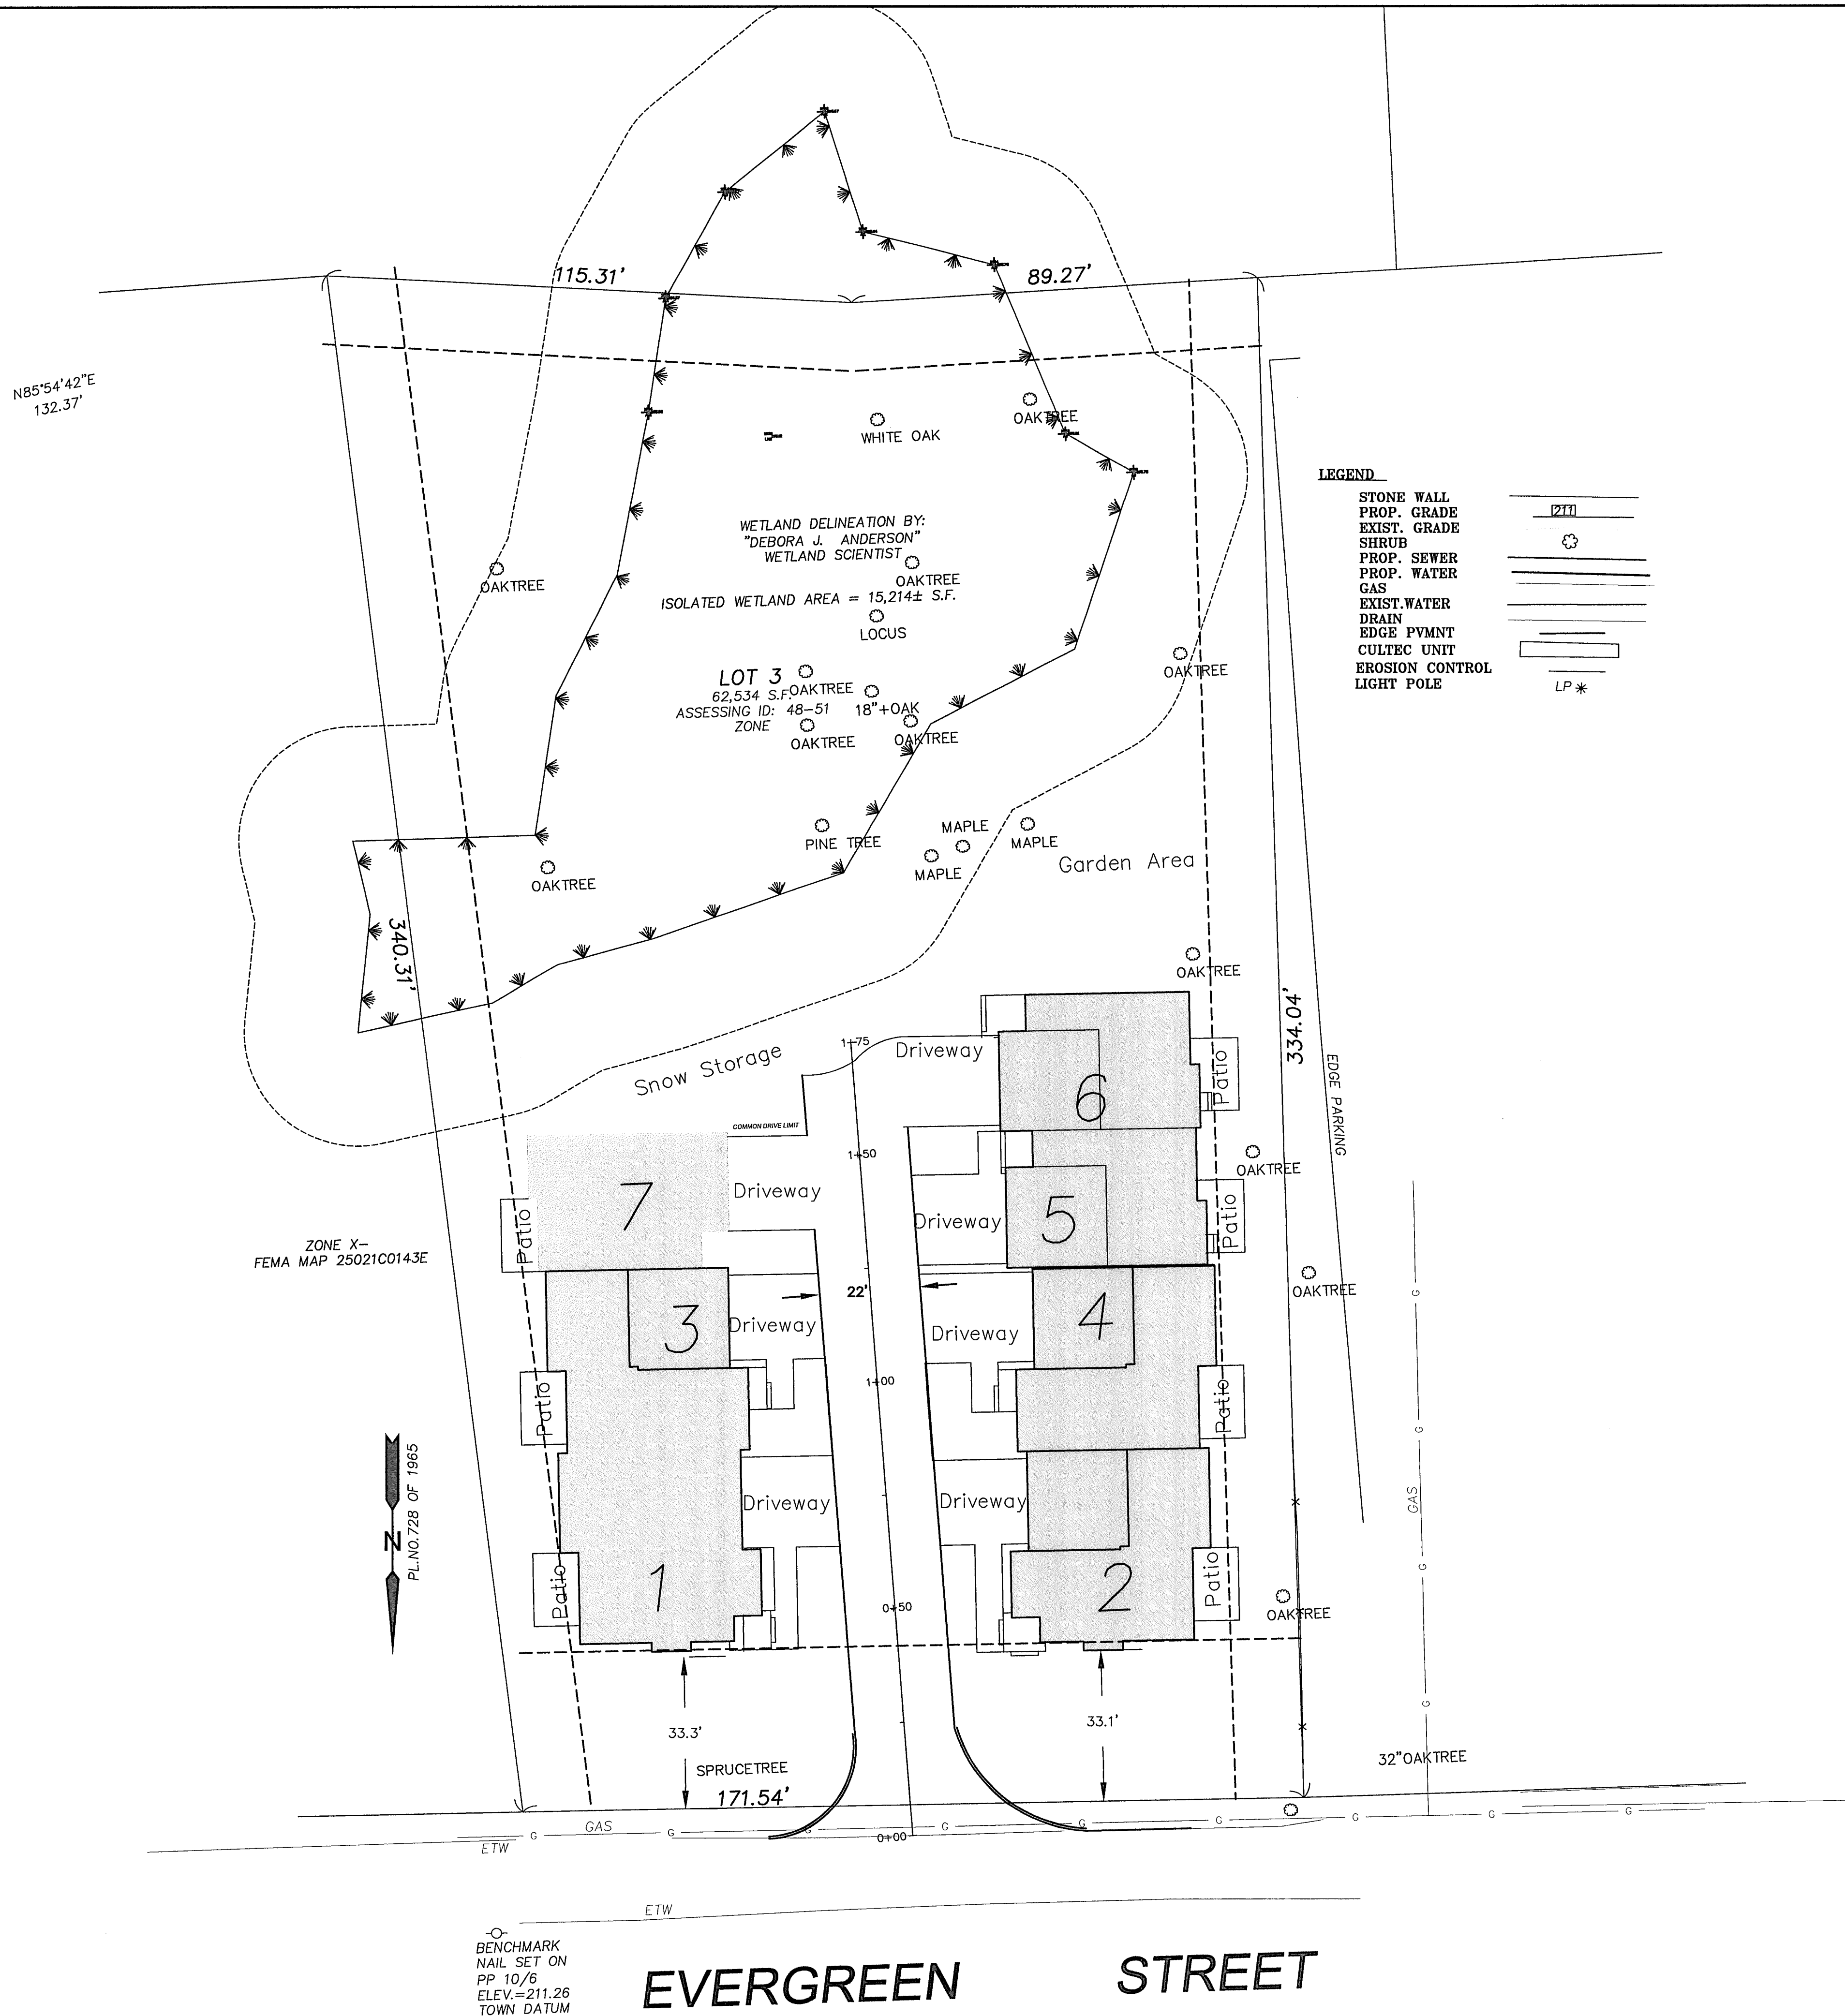 115.31'
89.27'
N85°54'42"E
132.37'
OAKTREE
WHITE OAK
LEGEND
STONE WALL
PROP. GRADE
211
EXIST. GRADE
SHRUB
PROP. SEWER
PROP. WATER
GAS
EXIST.WATER
DRAIN
EDGE PVMNT
CULTEC UNIT
EROSION CONTROL
LIGHT POLE
LP
WETLAND DELINEATION BY:
"DEBORA J. ANDERSON"
WETLAND SCIENTIST
OAKTREE
OAKTREE
ISOLATED WETLAND AREA = 15,214± S.F.
LOCUS
OAKTREE
LOT 3
62,534 S.F.
OAKTREE
ASSESSING ID: 48-51
18"+OAK
ZONE
OAKTREE
OAKTREE
PINE TREE
MAPLE
MAPLE
MAPLE
Garden Area
OAKTREE
340.31'
OAKTREE
334.04'
Snow Storage
1+75
Driveway
6
Patio
EDGE PARKING
COMMON DRIVE LIMIT
1+50
OAKTREE
7
Driveway
Driveway
5
Patio
Patio
ZONE X-
FEMA MAP 25021C0143E
22'
OAKTREE
G
3
Driveway
Driveway
4
1+00
Patio
Patio
G
PL.NO.728 OF 1965
N
GAS
Driveway
Driveway
G
1
2
Patio
Patio
0+50
OAKTREE
G
33.3'
33.1'
SPRUCETREE
32"OAKTREE
171.54'
GAS
G
G
G
G
G
G
G
G
G
0+00
ETW
ETW
BENCHMARK
NAIL SET ON
PP 10/6
ELEV.=211.26
TOWN DATUM
EVERGREEN STREET